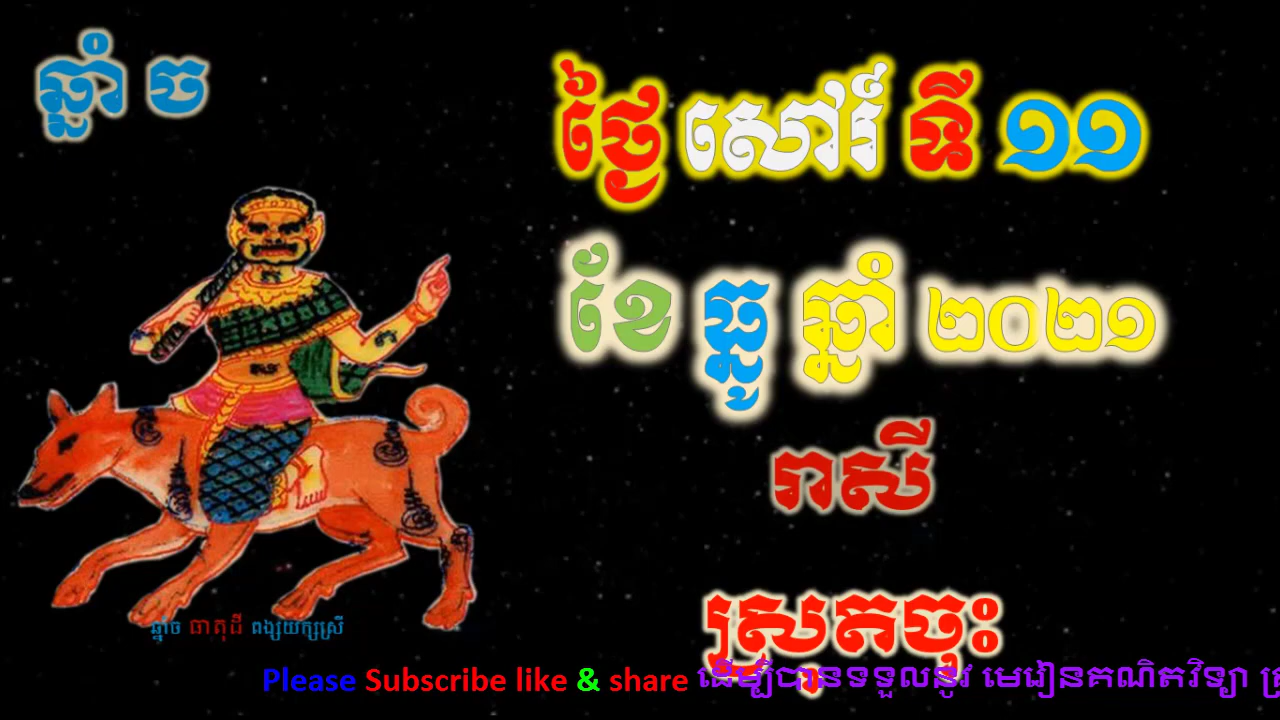 ឆ្នាំ ច
ថ្ងៃ សៅរ៍ ទី ១១
ខែ ធ្នូ ឆ្នាំ ២០២១
រាសី
ស្រុតចុះ
ឆ្នាំច ធាតុដី ពង្សយក្សស្រី
Please Subscribe like & share ដើម្បីបានទទួលនូវ មេរៀនគណិតវិទ្យា